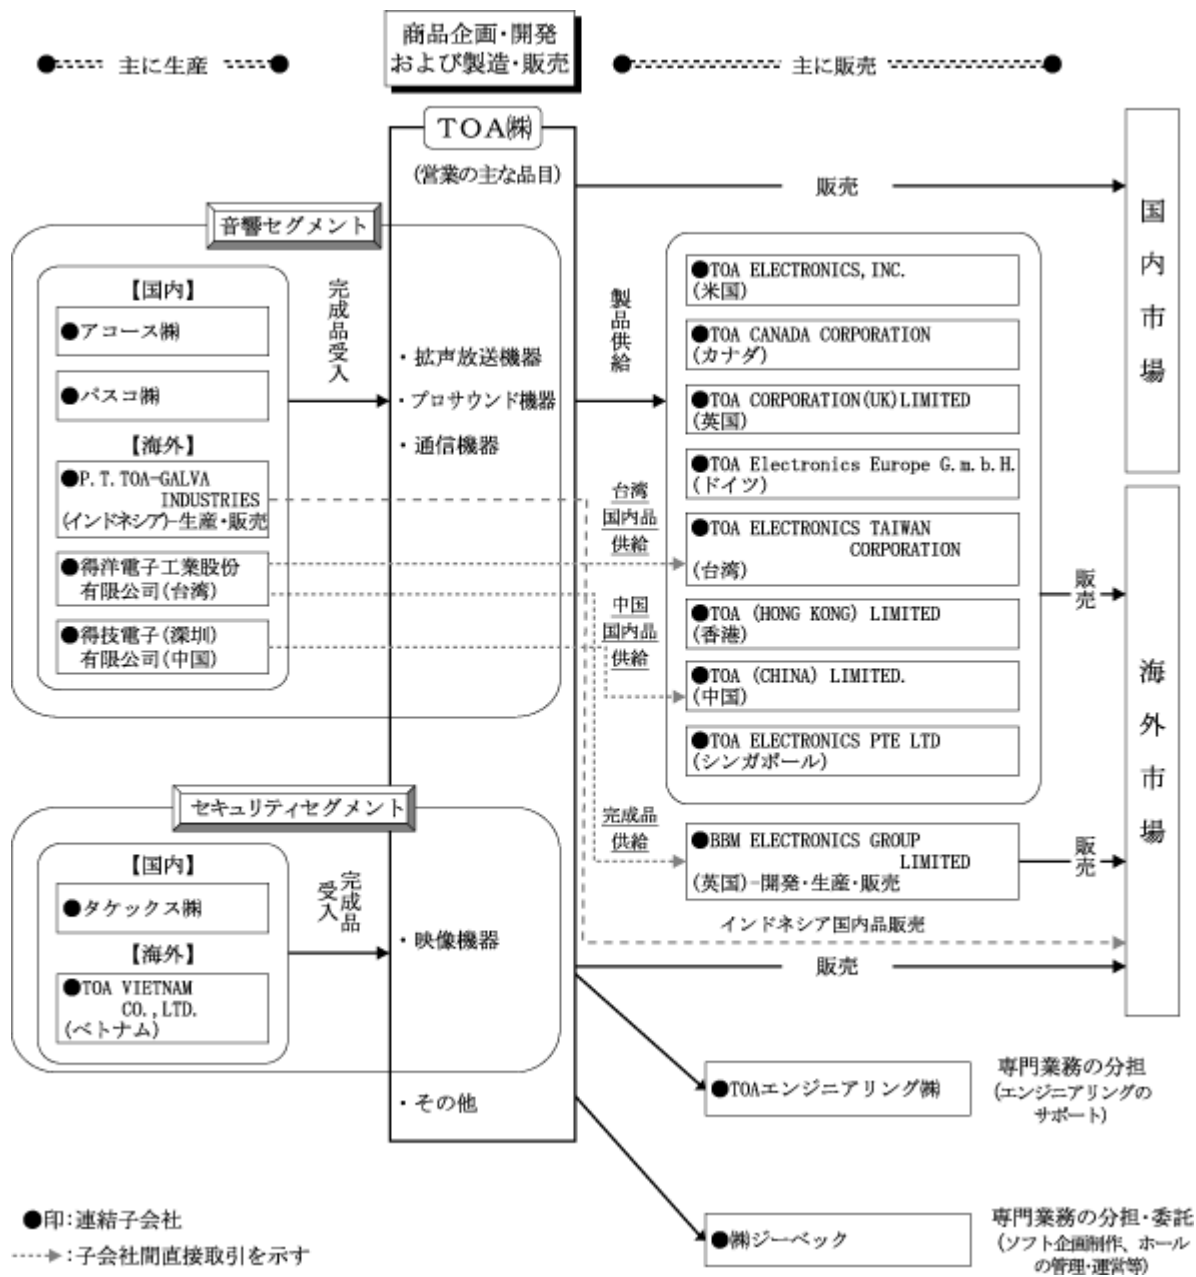 主に生産
商品企画・開発
および製造・販売
主に販売
TOA㈱
(営業の主な品目)
販売
国内市場
音響セグメント
【国内】
●アコース㈱
●パスコ㈱
【海外】
●P.T.TOA-GALVA
INDUSTRIES
(インドネシア)-生産・販売
●得洋電子工業股份
有限公司(台湾)
●得技電子(深圳)
有限公司(中国)
完成品受入
・拡声放送機器
・プロサウンド機器
・通信機器
製品供給
台湾
国内品
供給
中国
国内品
供給
●TOA ELECTRONICS,INC.
(米国)
●TOA CANADA CORPORATION
(カナダ)
●TOA CORPORATION(UK)LIMITED
(英国)
●TOA Electronics Europe G.m.b.H.
(ドイツ)
●TOA ELECTRONICS TAIWAN
CORPORATION
(台湾)
●TOA (HONG KONG) LIMITED
(香港)
●TOA (CHINA) LIMITED.
(中国)
●TOA ELECTRONICS PTE LTD
(シンガポール)
販売
海外市場
セキュリティセグメント
【国内】
●タケックス㈱
【海外】
●TOA VIETNAM
CO.,LTD.
(ベトナム)
完成品
受入
・映像機器
完成品
供給
●BBM ELECTRONICS GROUP
LIMITED
(英国)-開発・生産・販売
販売
インドネシア国内品販売
販売
・その他
●TOAエンジニアリング㈱
専門業務の分担
(エンジニアリングの
サポート)
●㈱ジーベック
専門業務の分担・委託
(ソフト企画制作、ホール
の管理・運営等)
●印:連結子会社
:子会社間直接取引を示す